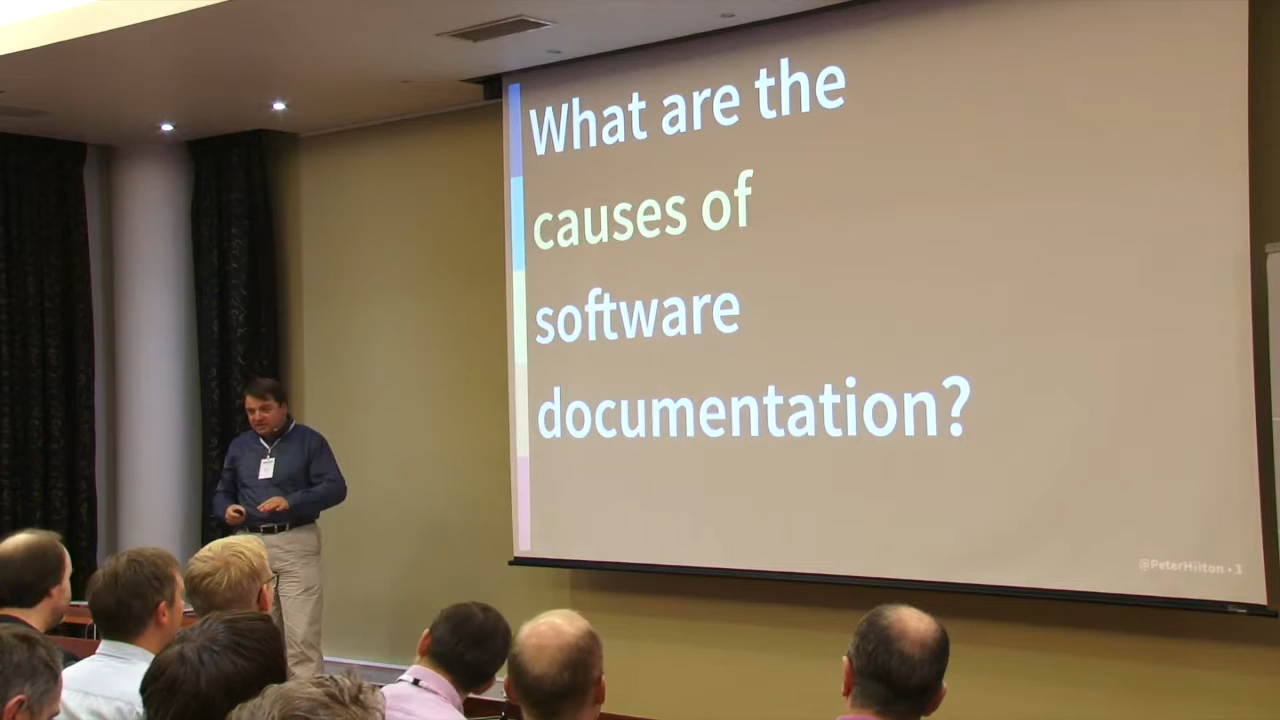 What are the
causes of
software
documentation?
@PeterHilton • 3